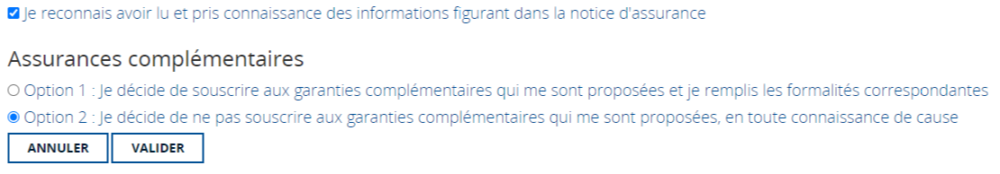 Je reconnais avoir lu et pris connaissance des informations figurant dans la notice d'assurance
Assurances complémentaires
Option 1 : Je décide de souscrire aux garanties complémentaires qui me sont proposées et je remplis les formalités correspondantes
Option 2 : Je décide de ne pas souscrire aux garanties complémentaires qui me sont proposées, en toute connaissance de cause
ANNULER VALIDER